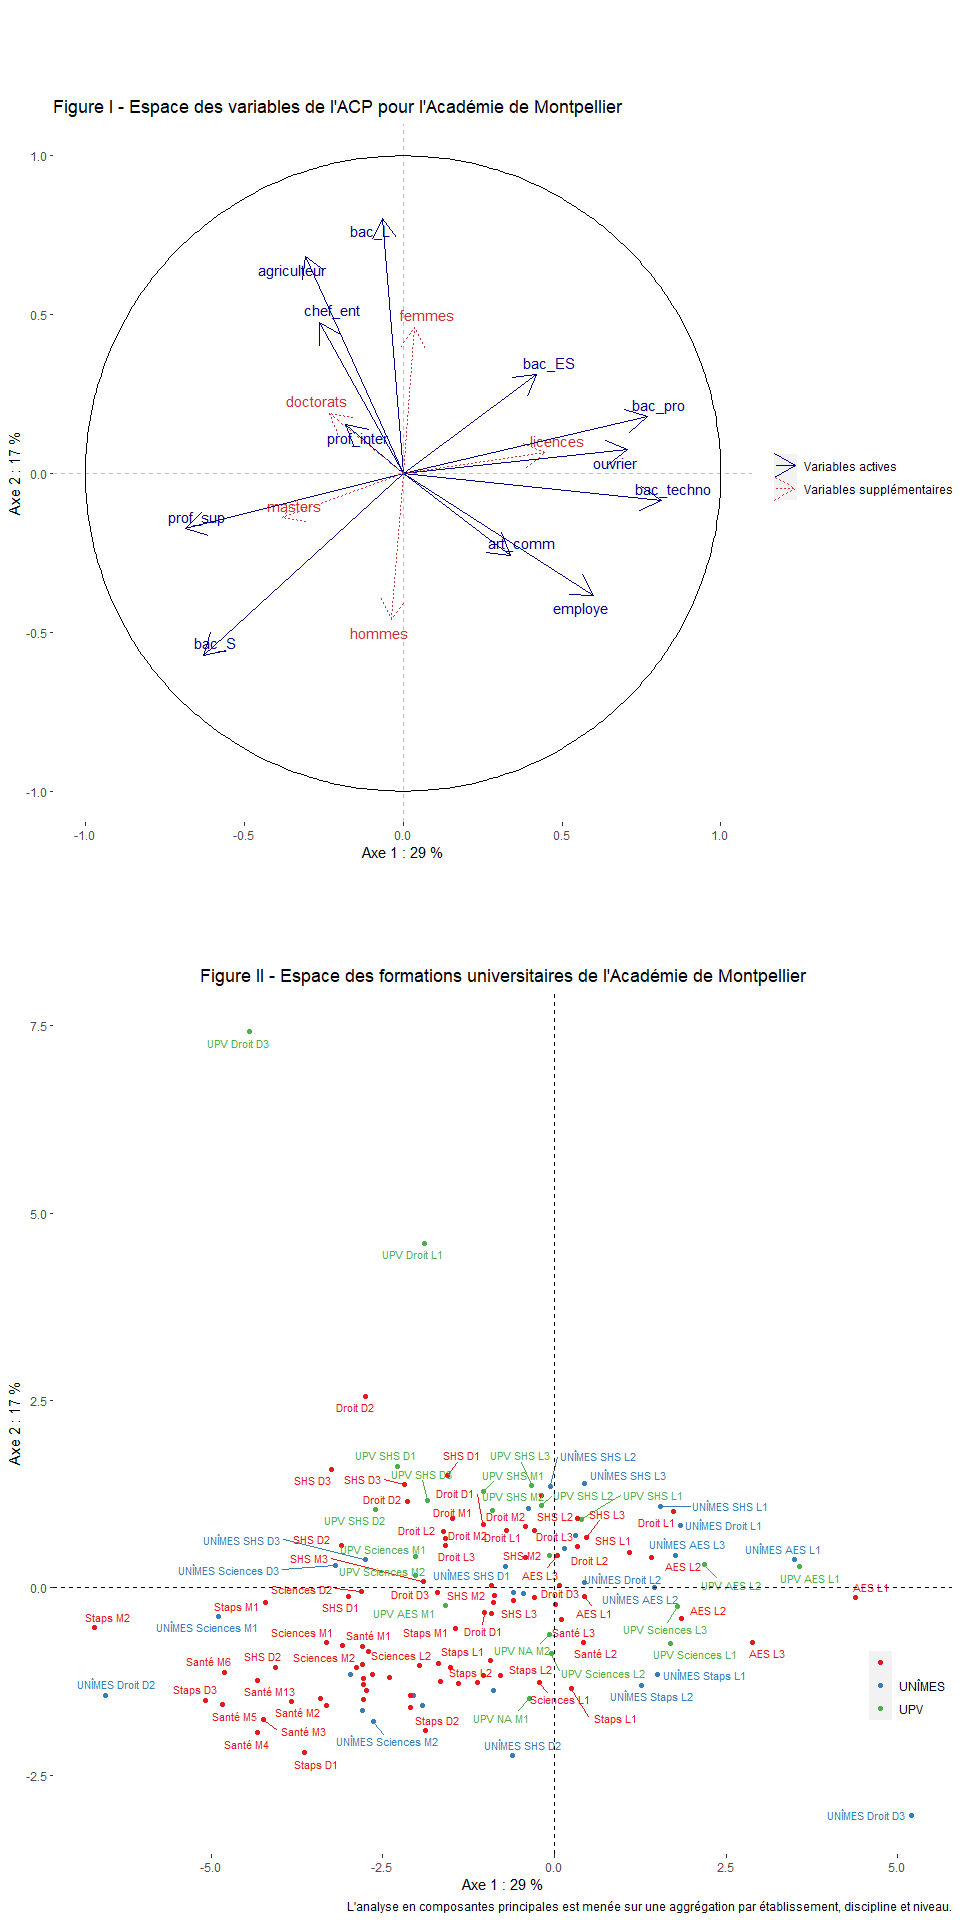 Figure I - Espace des variables de l'ACP pour l'Académie de Montpellier
1.0
bac_L
agriculteur
chef_ent
femmes
0.5
bac_ES
doctorats
bac_pro
prof_inter
licences
ouvrier
0.0
Axe 2 : 17 %
bac_techno
masters
prof_sup
art_comm
employe
hommes
bac_S
-0.5
-1.0
-1.0
-0.5
0.0
0.5
1.0
Axe 1 : 29 %
Variables actives
Variables supplémentaires
Figure II - Espace des formations universitaires de l'Académie de Montpellier
7.5
UPV Droit D3
5.0
UPV Droit L1
2.5
Axe 2 : 17 %
Droit D2
UPV SHS D1
SHS D1
UPV SHS L3
UNÎMES SHS L2
SHS D3
SHS D3
UPV SHS D3
UPV SHS M1
UNÎMES SHS L3
Droit D2
Droit D1
UPV SHS M2
UPV SHS L2
UPV SHS L1
UNÎMES SHS L1
UPV SHS D2
Droit M1
Droit M2
SHS L2
SHS L3
Droit L1
UNÎMES Droit L1
Droit L2
Droit M2
Droit L1
Droit L3
SHS L1
UNÎMES SHS D3
SHS D2
UPV Sciences M1
Droit L3
SHS M2
Droit L2
UNÎMES AES L3
UNÎMES AES L1
SHS M3
UNÎMES Sciences D3
UPV Sciences M2
UNÎMES SHS D1
AES L3
UNÎMES Droit L2
AES L2
UPV AES L2
UPV AES L1
0.0
Sciences D2
Droit D3
SHS M2
Droit D3
UNÎMES AES L2
AES L1
Staps M2
Staps M1
SHS D1
UPV AES M1
SHS L3
AES L1
AES L2
UNÎMES Sciences M1
Sciences M1
Santé M1
Staps M1
Droit D1
Santé L3
UPV Sciences L3
Santé M6
SHS D2
Sciences M2
Sciences L2
Staps L1
UPV NA M2
Santé L2
UPV Sciences L1
AES L3
UNÎMES Droit D2
Staps D3
Santé M13
Staps L2
Staps L2
UPV Sciences L2
UNÎMES Staps L1
Santé M5
Santé M2
Sciences L1
UNÎMES Staps L2
Santé M4
Santé M3
Staps D2
UPV NA M1
Staps L1
UNÎMES Sciences M2
UNÎMES SHS D2
Staps D1
-2.5
UNÎMES Droit D3
UNÎMES
UPV
-5.0
-2.5
0.0
2.5
5.0
Axe 1 : 29 %
L'analyse en composantes principales est menée sur une aggrégation par établissement, discipline et niveau.